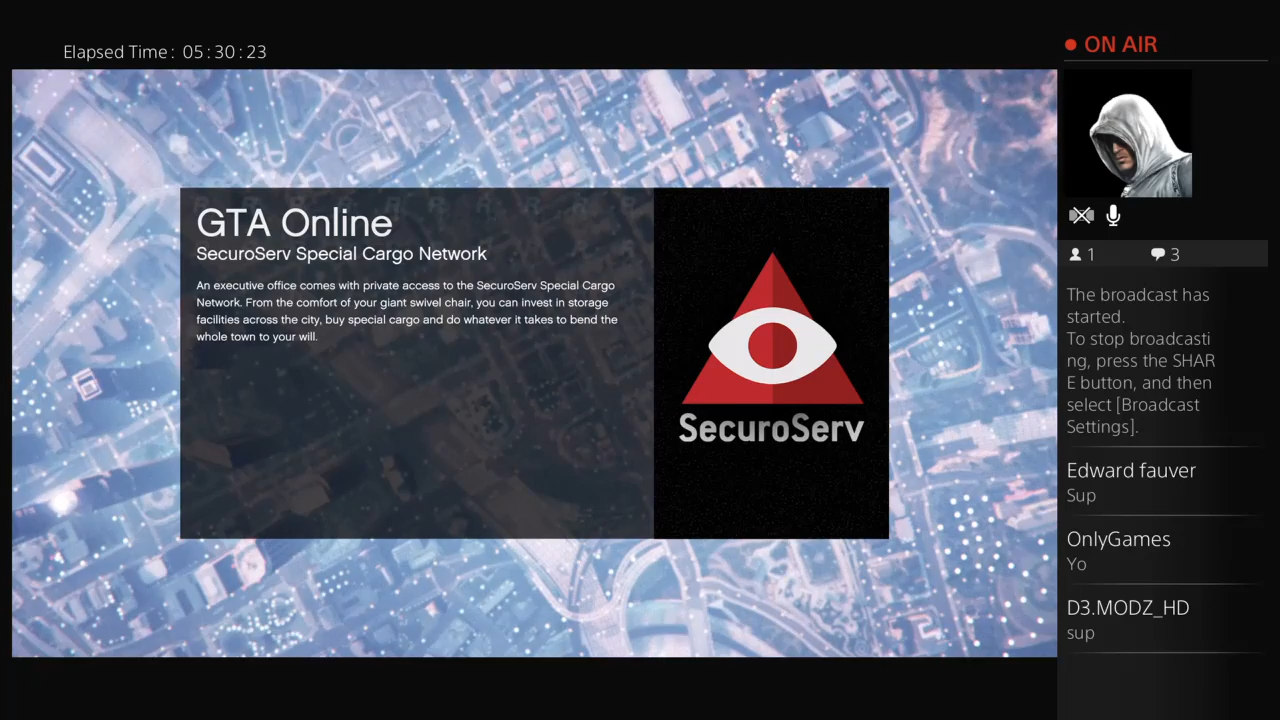 Elapsed Time: 05:30:23
ON AIR
GTA Online
SecuroServ Special Cargo Network
An executive office comes with private access to the SecuroServ Special Cargo
Network. From the comfort of your giant swivel chair, you can invest in storage
facilities across the city, buy special cargo and do whatever it takes to bend the
whole town to your will.
SecuroServ
1
3
The broadcast has
started.
To stop broadcasti
ng, press the SHAR
E button, and then
select [Broadcast
Settings].
Edward fauver
Sup
OnlyGames
Yo
D3.MODZ_HD
sup